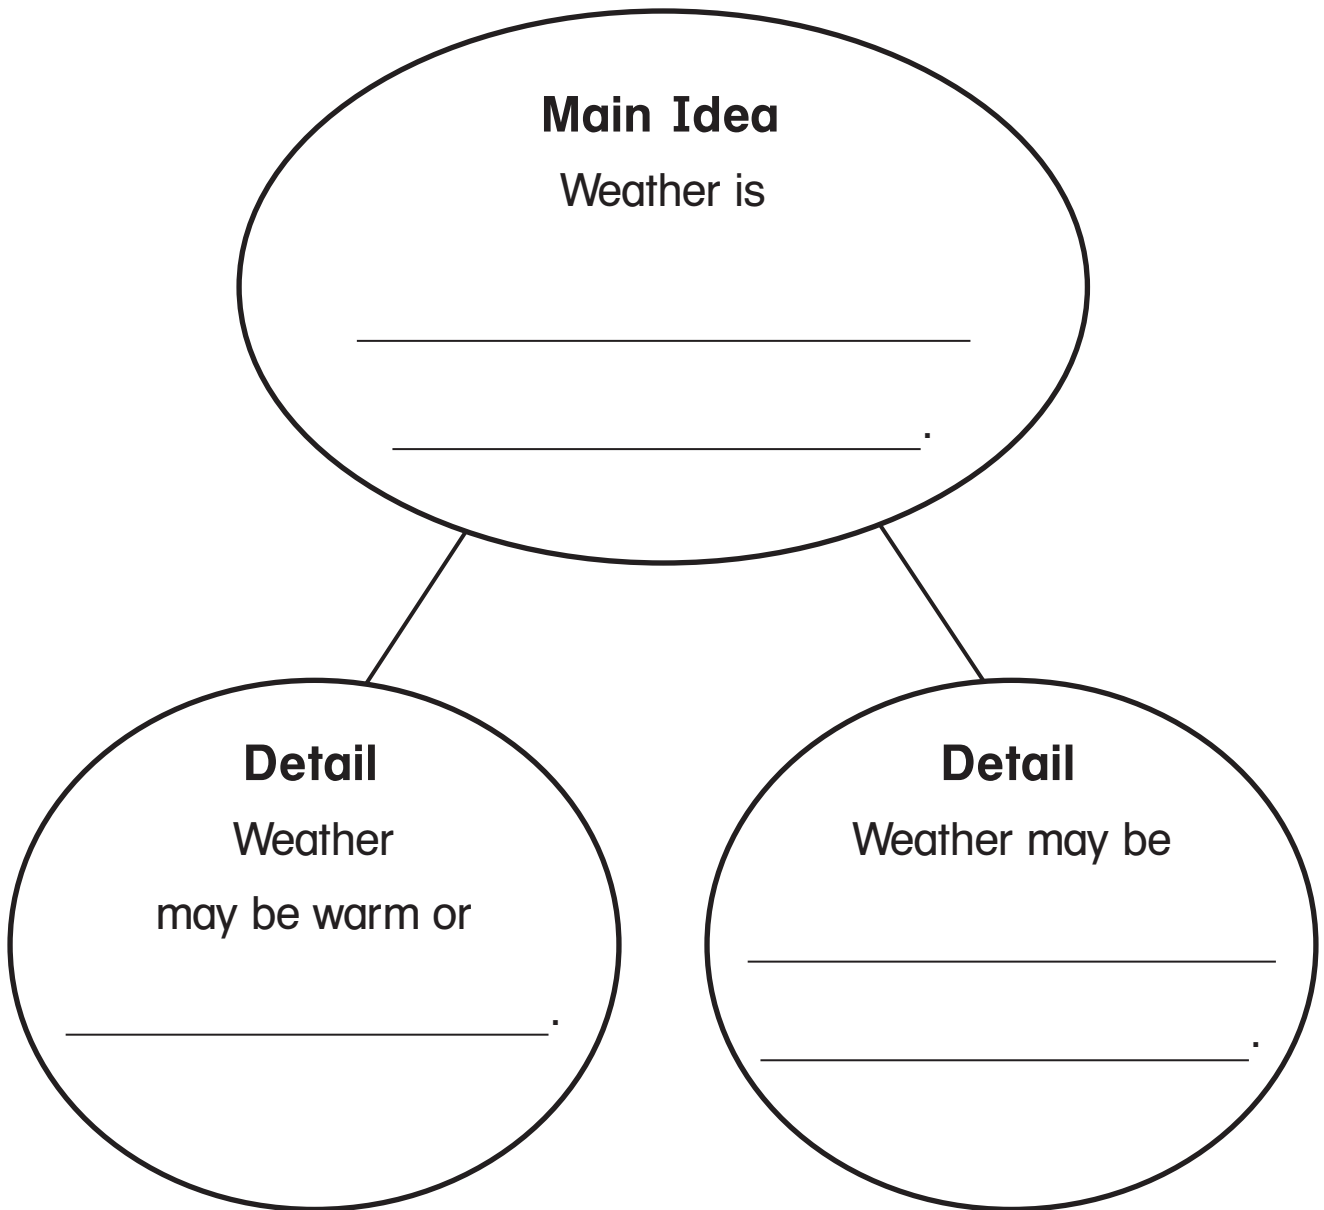 Main Idea
Weather is
.
Detail
Weather
may be warm or
.
Detail
Weather may be
.